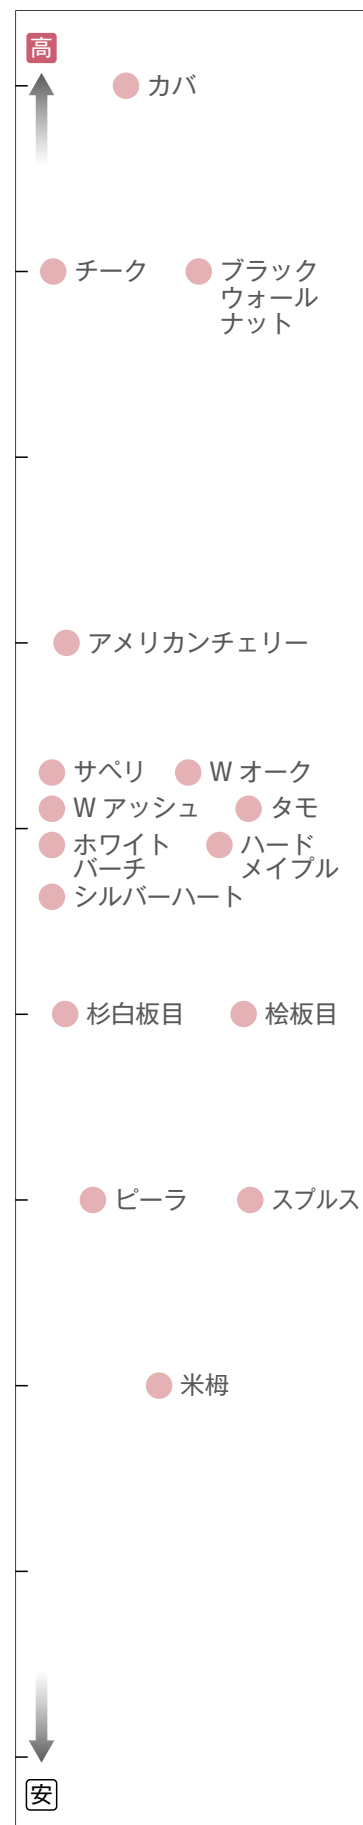 高
カバ
チーク
ブラック
ウォール
ナット
アメリカンチェリー
サペリ
W オーク
W アッシュ
タモ
ホワイト
バーチ
ハード
メイプル
シルバーハート
杉白板目
桧板目
ピーラ
スプルス
米栂
安